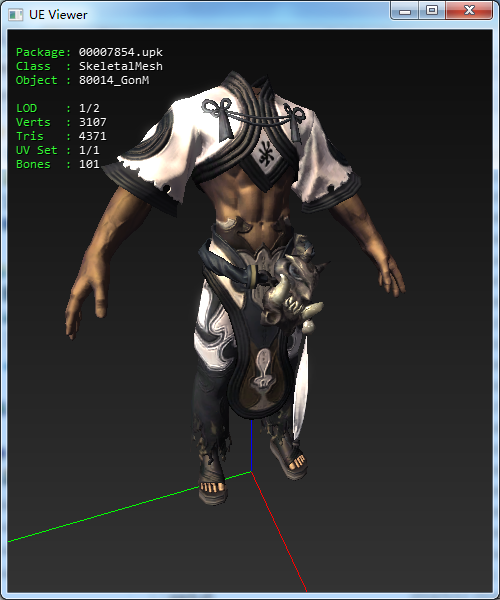 UE Viewer
Package: 00007854.upk
Class : SkeletalMesh
Object : 80014_GonM
LOD : 1/2
Verts : 3107
Tris : 4371
UV Set : 1/1
Bones : 101